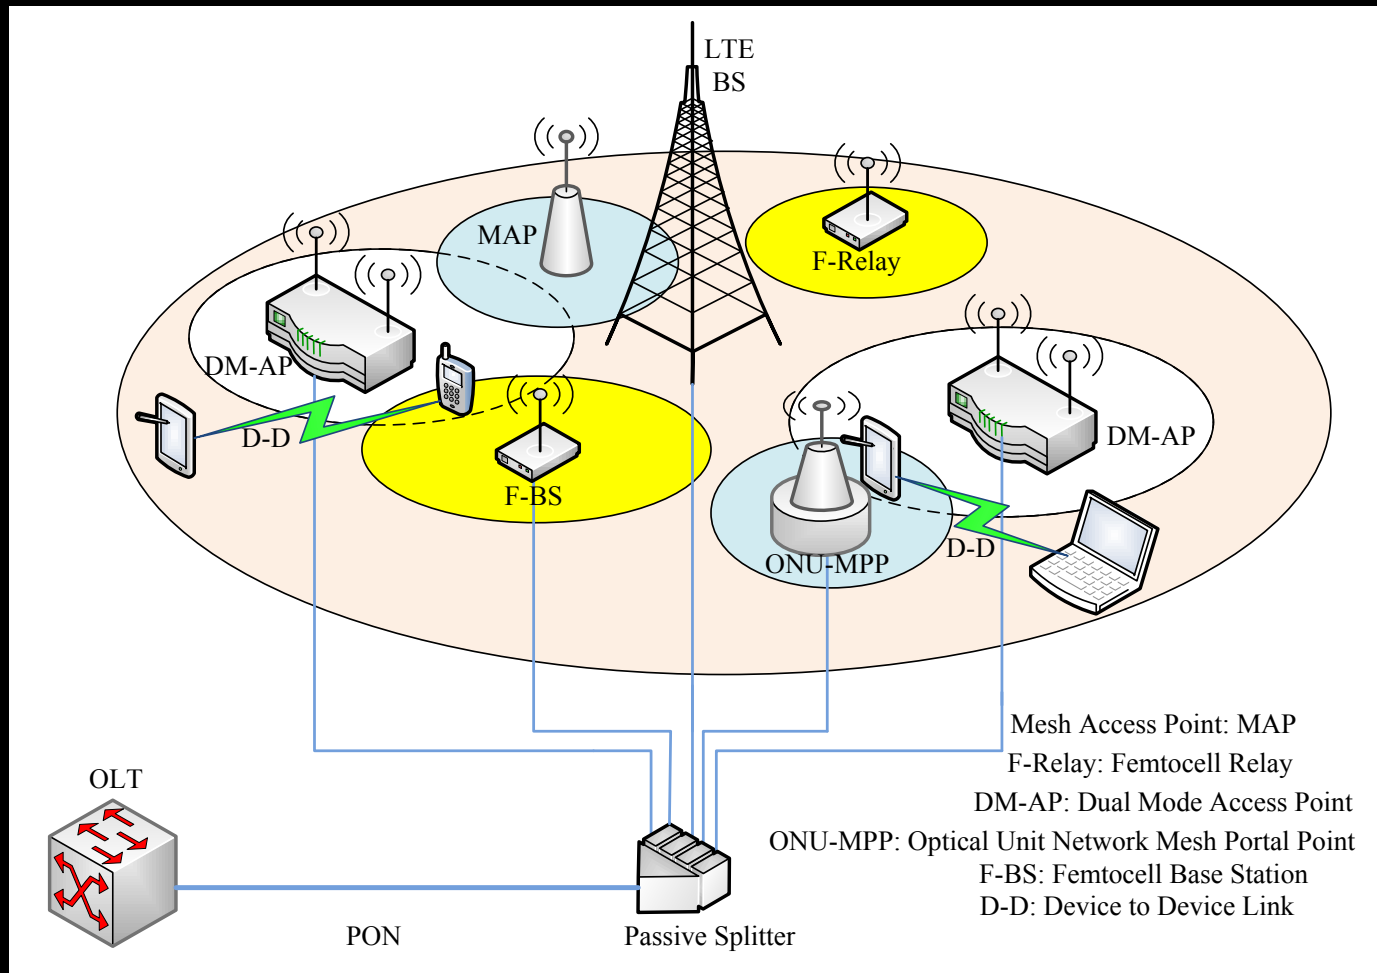 LTE
BS
MAP
F-Relay
DM-AP
D-D
F-BS
DM-AP
ONU-MPP
D-D
Mesh Access Point: MAP
F-Relay: Femtocell Relay
DM-AP: Dual Mode Access Point
ONU-MPP: Optical Unit Network Mesh Portal Point
F-BS: Femtocell Base Station
D-D: Device to Device Link
OLT
PON
Passive Splitter